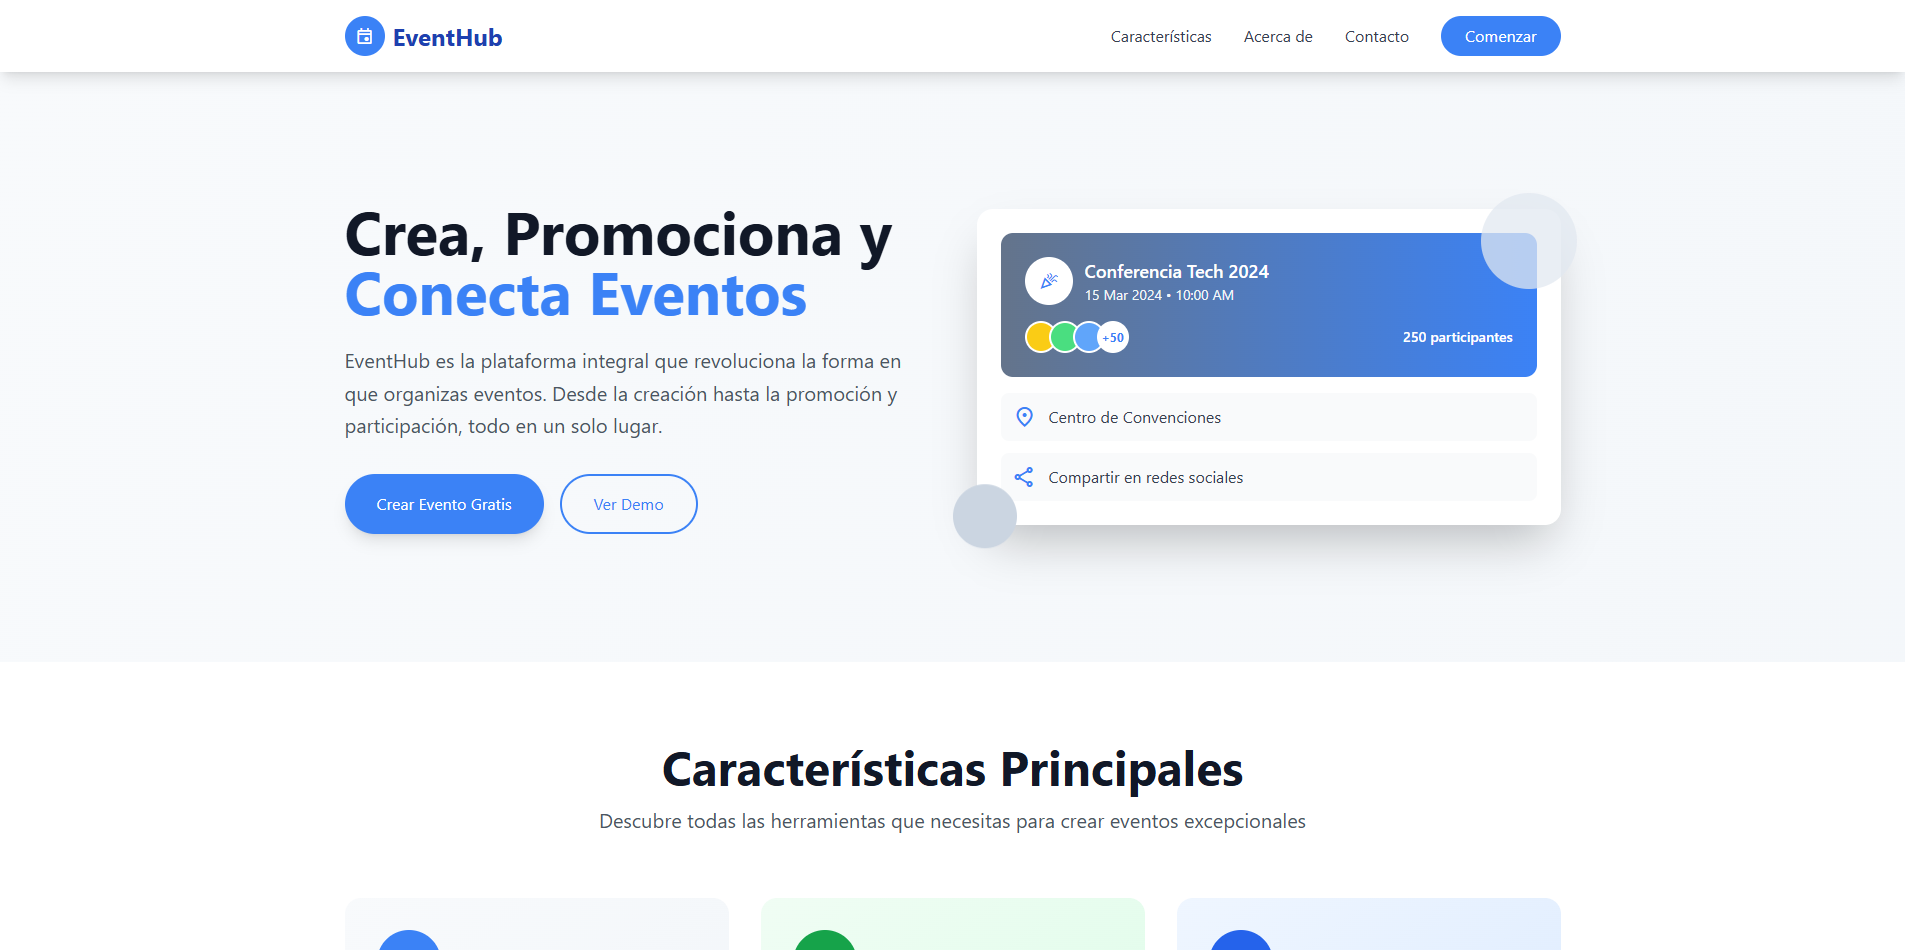 EventHub
Características
Acerca de
Contacto
Comenzar
Crea, Promociona y
Conecta Eventos
EventHub es la plataforma integral que revoluciona la forma en
que organizas eventos. Desde la creación hasta la promoción y
participación, todo en un solo lugar.
Crear Evento Gratis
Ver Demo
Conferencia Tech 2024
15 Mar 2024 • 10:00 AM
+50
250 participantes
Centro de Convenciones
Compartir en redes sociales
Características Principales
Descubre todas las herramientas que necesitas para crear eventos excepcionales